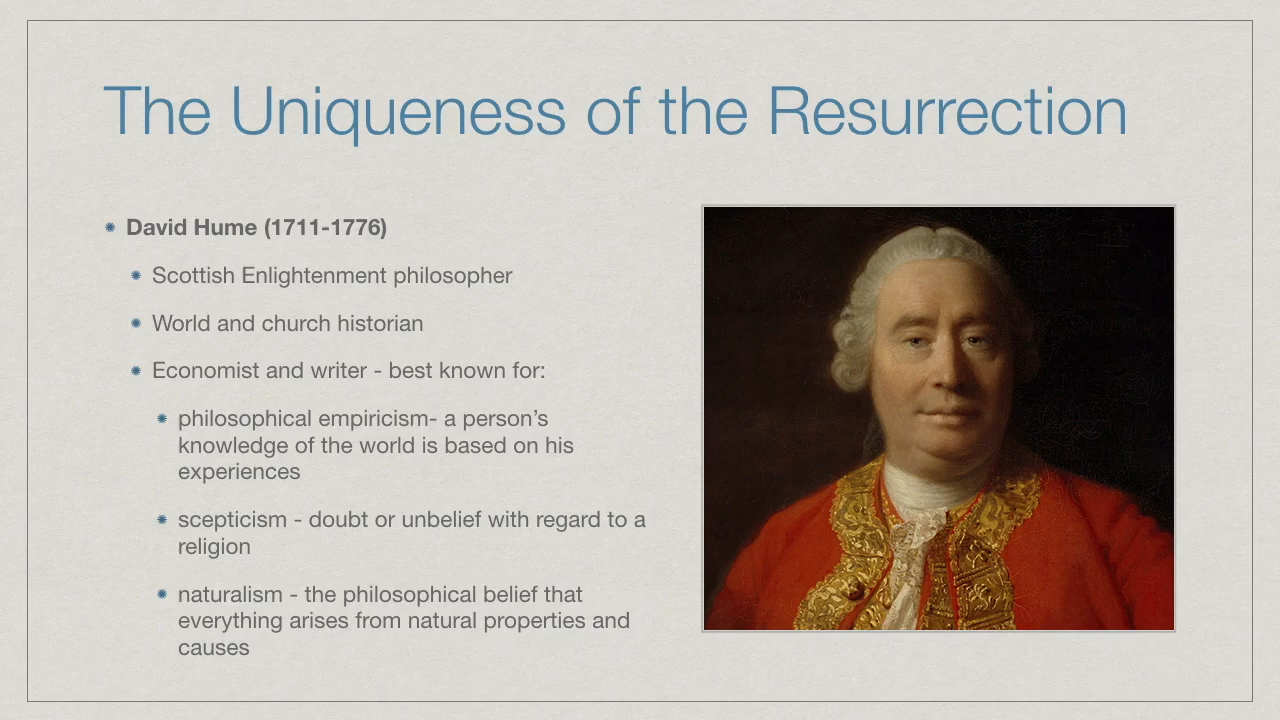 The Uniqueness of the Resurrection
David Hume (1711-1776)
Scottish Enlightenment philosopher
World and church historian
Economist and writer - best known for:
philosophical empiricism- a person’s
knowledge of the world is based on his
experiences
scepticism - doubt or unbelief with regard to a
religion
naturalism - the philosophical belief that
everything arises from natural properties and
causes